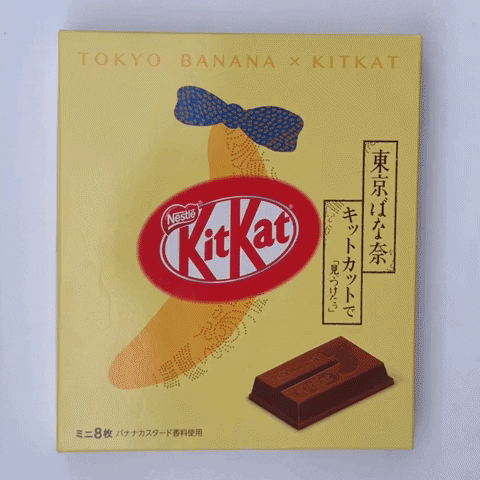 TOKYO BANANA × KITKAT
東京ばな奈
キットカットで
「見ぃつけたっ」
Nestlé
KitKat
ミニ8枚 バナナカスタード香料使用